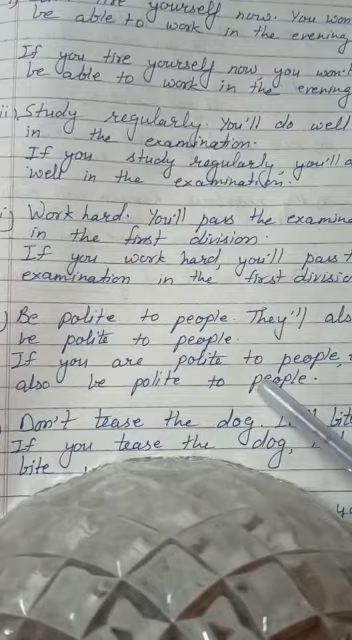 yourself now. You won
be able to work in the evening
If you tire yourself now, you won't
be able to work in the evening
ii) Study regularly. You'll do well
in the examination.
If you study regularly, you'll d
well in the examination.
i) Work hard. You'll pass the examina
in the first division.
If you work hard, you'll pass t
examination in the first divisio
) Be polite to people. They'll als
be polite to people.
If you are polite to people,
also be polite to people.
Don't tease the dog. bit
If you tease the dog,
bite